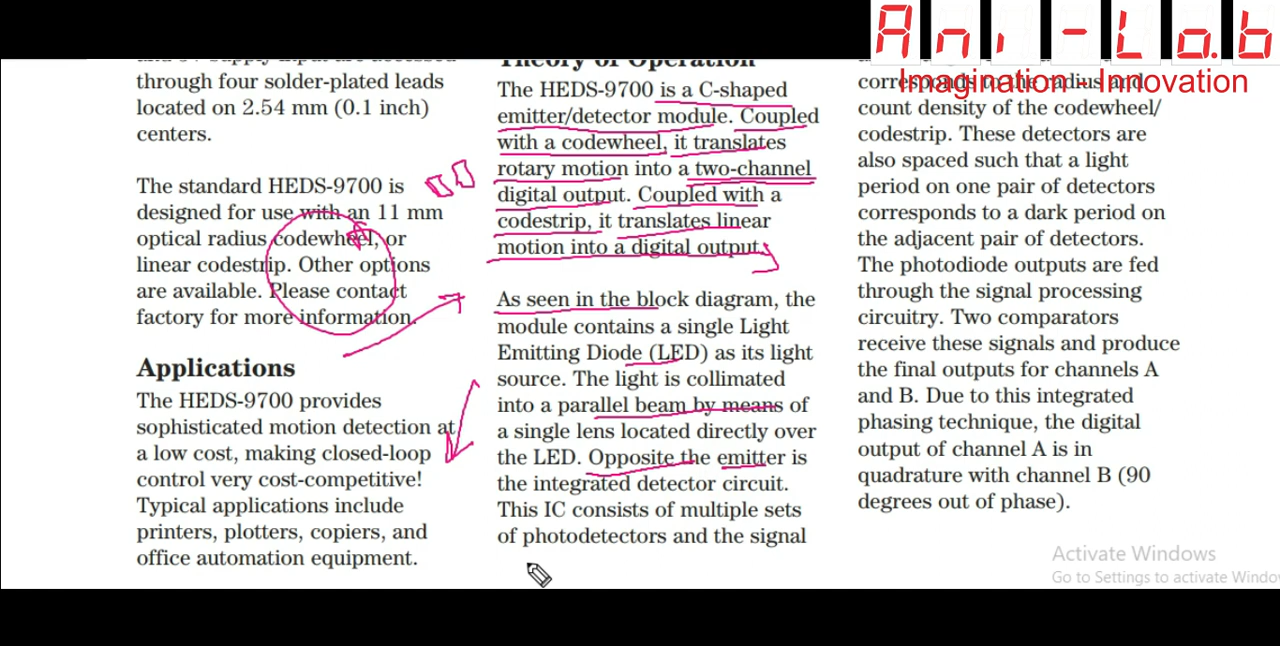 Ani-Lab
Imagination - Innovation
and 5V supply input are accessed
through four solder-plated leads
located on 2.54 mm (0.1 inch)
centers.
The standard HEDS-9700 is
designed for use with an 11 mm
optical radius codewheel, or
linear codestrip. Other options
are available. Please contact
factory for more information.
Applications
The HEDS-9700 provides
sophisticated motion detection at
a low cost, making closed-loop
control very cost-competitive!
Typical applications include
printers, plotters, copiers, and
office automation equipment.
Theory of Operation
The HEDS-9700 is a C-shaped
emitter/detector module. Coupled
with a codewheel, it translates
rotary motion into a two-channel
digital output. Coupled with a
codestrip, it translates linear
motion into a digital output.
As seen in the block diagram, the
module contains a single Light
Emitting Diode (LED) as its light
source. The light is collimated
into a parallel beam by means of
a single lens located directly over
the LED. Opposite the emitter is
the integrated detector circuit.
This IC consists of multiple sets
of photodetectors and the signal
corresponds to the radius and
count density of the codewheel/
codestrip. These detectors are
also spaced such that a light
period on one pair of detectors
corresponds to a dark period on
the adjacent pair of detectors.
The photodiode outputs are fed
through the signal processing
circuitry. Two comparators
receive these signals and produce
the final outputs for channels A
and B. Due to this integrated
phasing technique, the digital
output of channel A is in
quadrature with channel B (90
degrees out of phase).
Activate Windows
Go to Settings to activate Windo